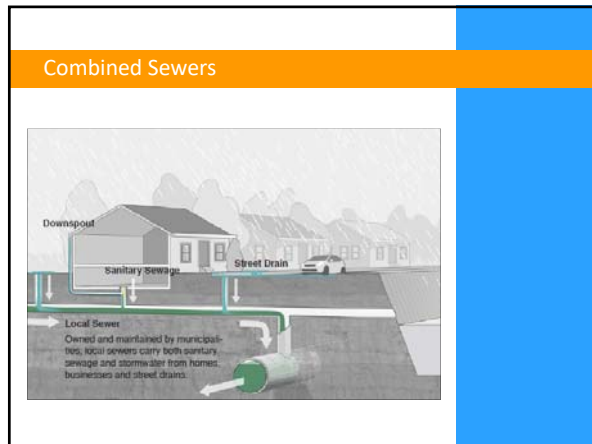 Combined Sewers
Downspout
Sanitary Sewage
Street Drain
Local Sewer
Owned and maintained by municipali-
ties, local sewers carry both sanitary
sewage and stormwater from homes,
businesses and street drains.